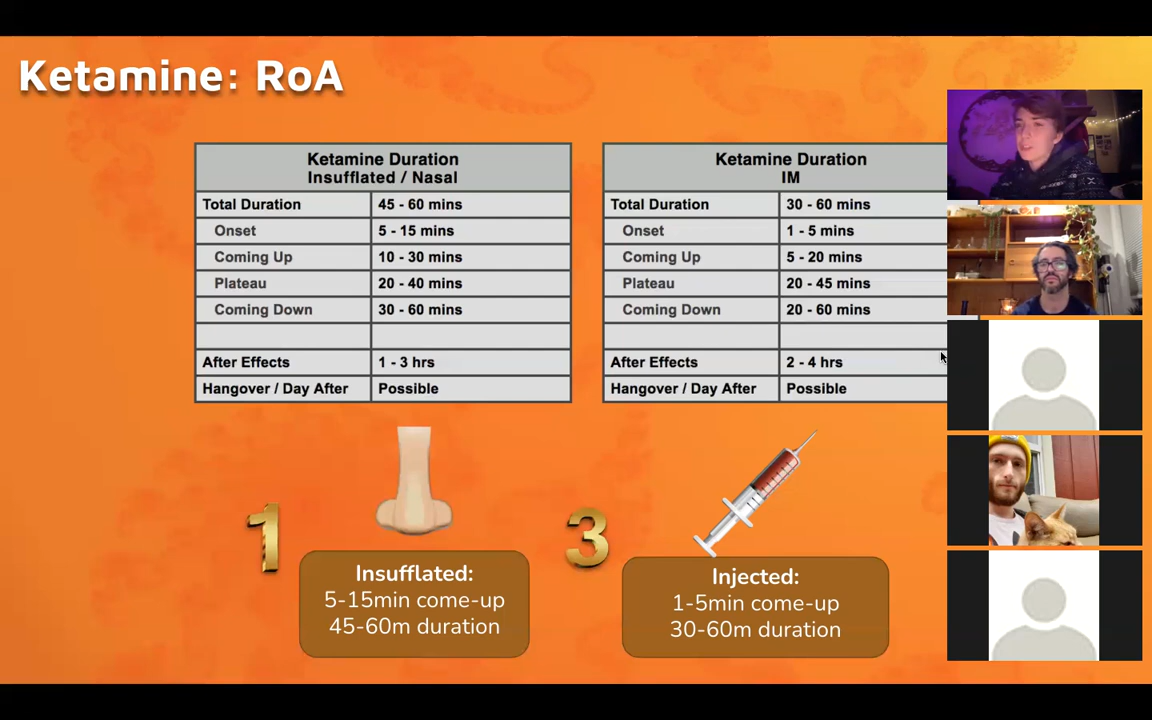 Ketamine: RoA
Ketamine Duration
Insufflated / Nasal
Total Duration 45 - 60 mins
Onset 5 - 15 mins
Coming Up 10 - 30 mins
Plateau 20 - 40 mins
Coming Down 30 - 60 mins
After Effects 1 - 3 hrs
Hangover / Day After Possible
Ketamine Duration
IM
Total Duration 30 - 60 mins
Onset 1 - 5 mins
Coming Up 5 - 20 mins
Plateau 20 - 45 mins
Coming Down 20 - 60 mins
After Effects 2 - 4 hrs
Hangover / Day After Possible
1
Insufflated:
5-15min come-up
45-60m duration
3
Injected:
1-5min come-up
30-60m duration